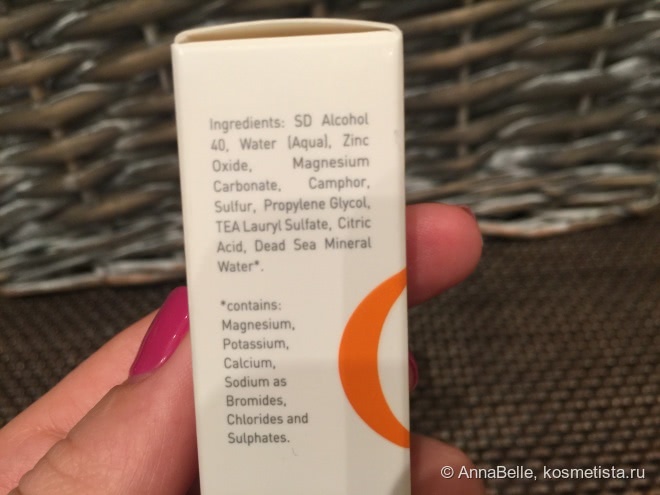 Ingredients: SD Alcohol
40, Water (Aqua), Zinc
Oxide, Magnesium
Carbonate, Camphor,
Sulfur, Propylene Glycol,
TEA Lauryl Sulfate, Citric
Acid, Dead Sea Mineral
Water*.
*contains:
Magnesium,
Potassium,
Calcium,
Sodium as
Bromides,
Chlorides and
Sulphates.
© AnnaBelle, kosmetista.ru